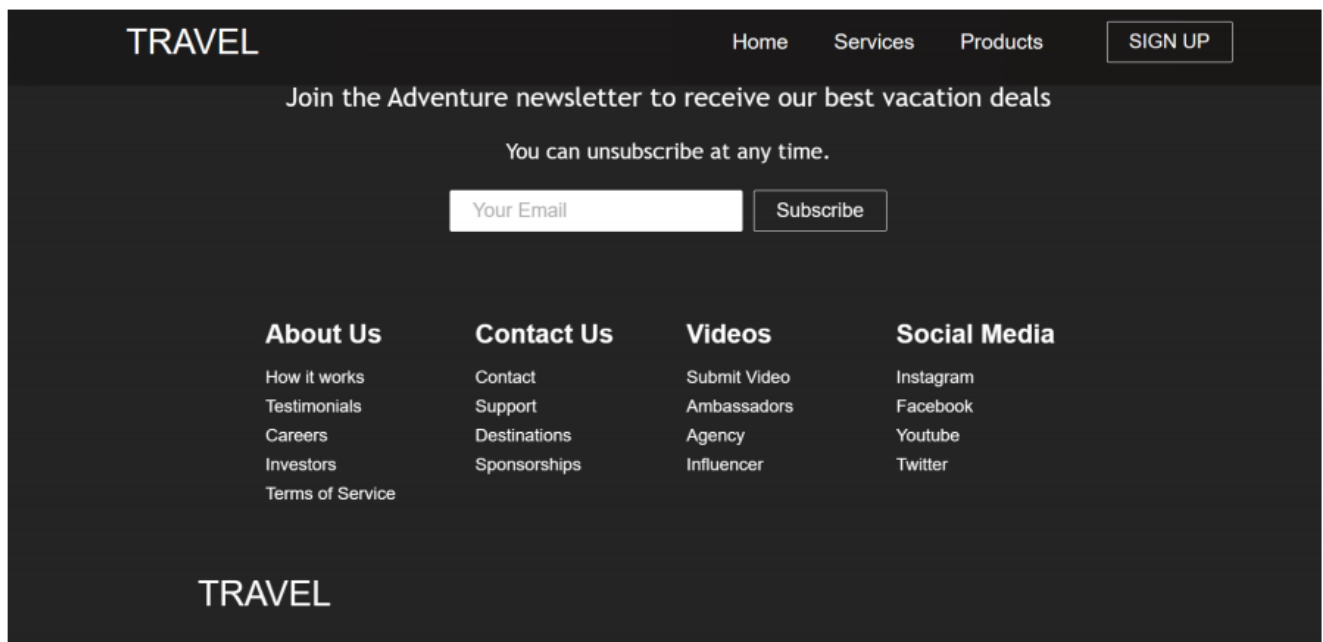 TRAVEL Home Services Products SIGN UP
Join the Adventure newsletter to receive our best vacation deals
You can unsubscribe at any time.
Your Email Subscribe
About Us Contact Us Videos Social Media
How it works Contact Submit Video Instagram
Testimonials Support Ambassadors Facebook
Careers Destinations Agency Youtube
Investors Sponsorships Influencer Twitter
Terms of Service
TRAVEL